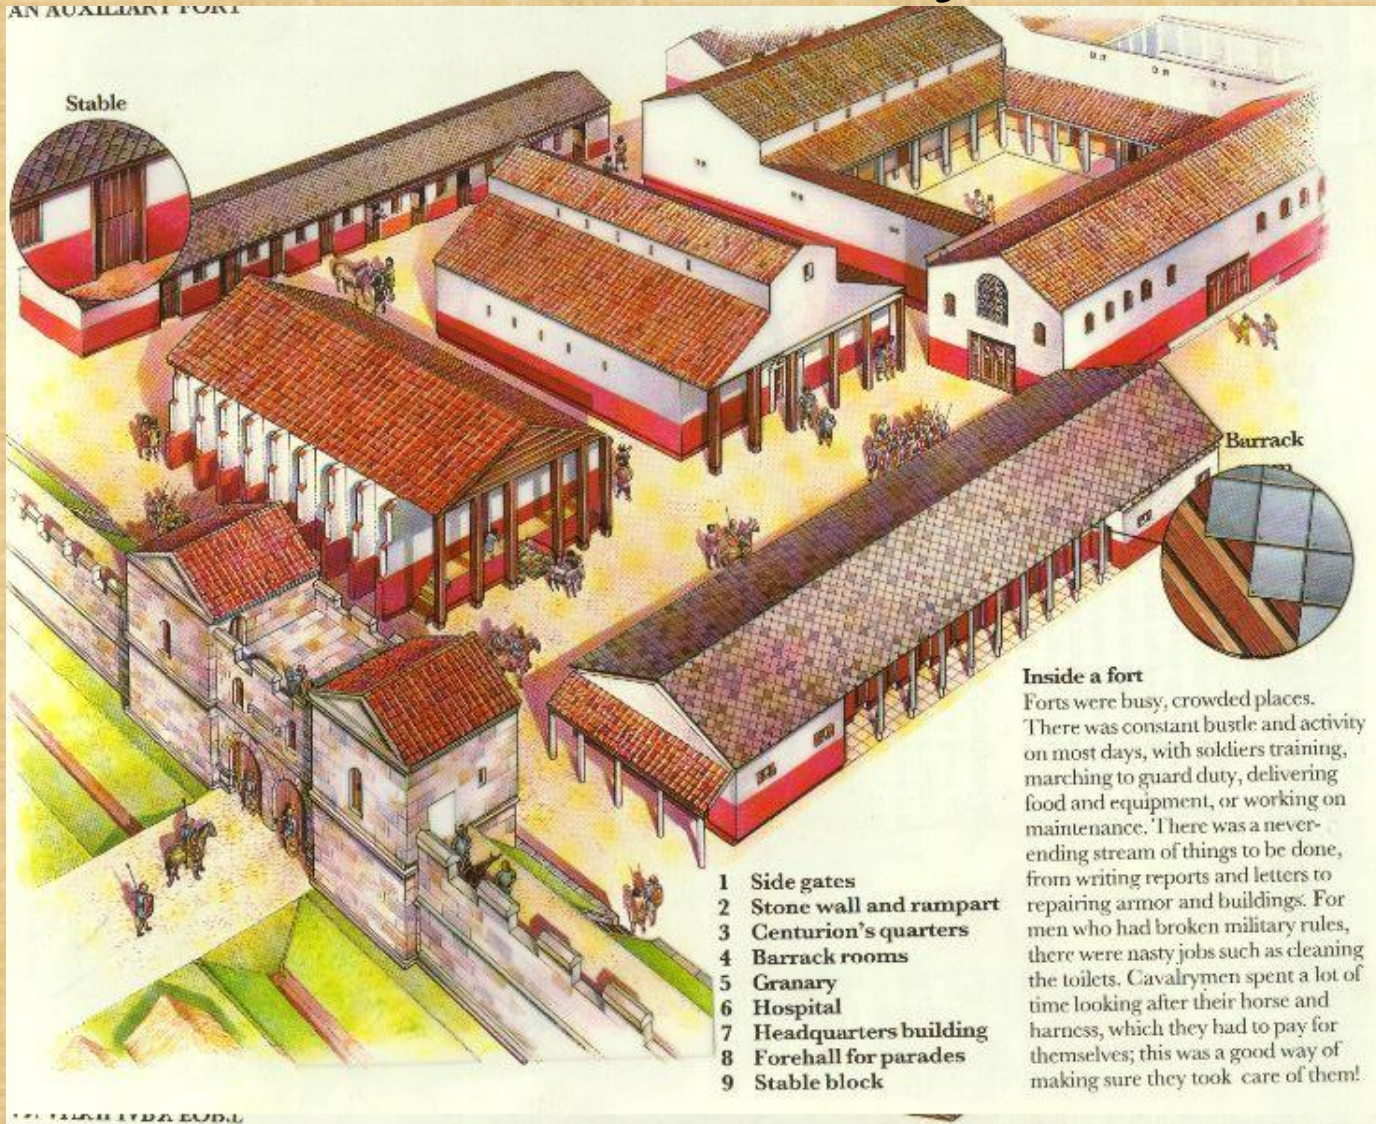 AN AUXILIARY FORT
Stable
Barrack
Inside a fort
Forts were busy, crowded places.
There was constant bustle and activity
on most days, with soldiers training,
marching to guard duty, delivering
food and equipment, or working on
maintenance. There was a never-
ending stream of things to be done,
from writing reports and letters to
repairing armor and buildings. For
men who had broken military rules,
there were nasty jobs such as cleaning
the toilets. Cavalrymen spent a lot of
time looking after their horse and
harness, which they had to pay for
themselves; this was a good way of
making sure they took care of them!
1 Side gates
2 Stone wall and rampart
3 Centurion's quarters
4 Barrack rooms
5 Granary
6 Hospital
7 Headquarters building
8 Forehall for parades
9 Stable block